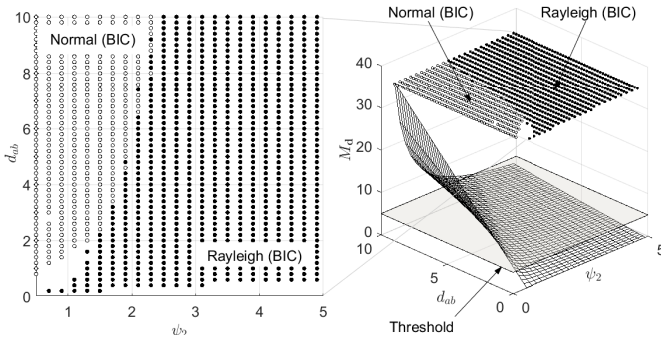 10
8
6
4
2
0
d_ab
Normal (BIC)
Rayleigh (BIC)
1
2
3
4
5
ψ2
Normal (BIC)
Rayleigh (BIC)
40
30
20
10
0
M_d
10
5
0
d_ab
0
5
ψ_2
Threshold